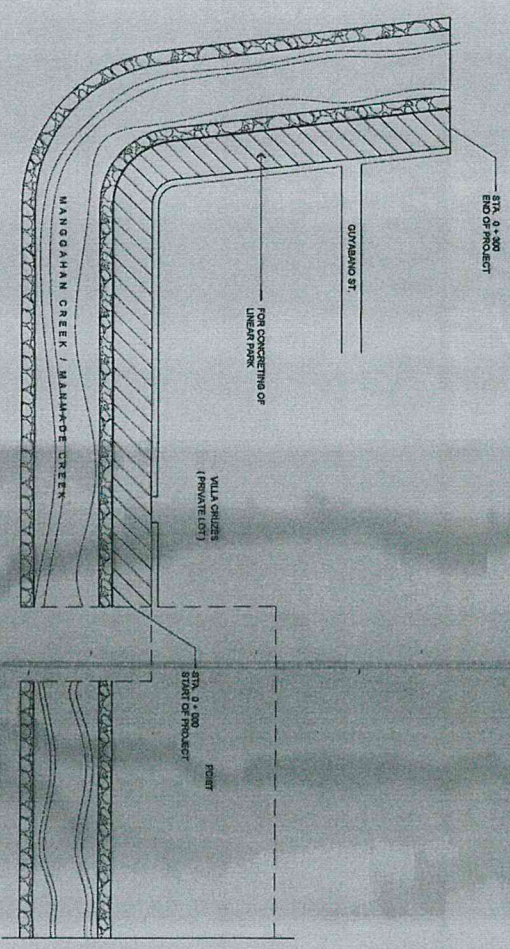 STA. 0 + 300
END OF PROJECT
GUYABANO ST.
FOR CONCRETING OF
LINEAR PARK
MANGGAHAN CREEK / MANMADE CREEK
VILLA CRUZES
( PRIVATE LOT )
STA. 0 + 000
START OF PROJECT